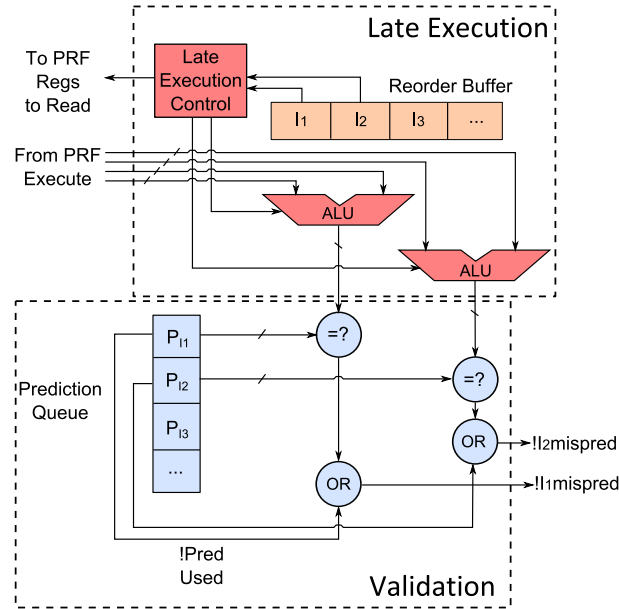 Late Execution
To PRF
Regs
to Read
Late
Execution
Control
Reorder Buffer
I1
I2
I3
...
From PRF
Execute
ALU
ALU
Prediction
Queue
PI1
PI2
PI3
...
=?
=?
OR
OR
!I2mispred
!I1mispred
!Pred
Used
Validation